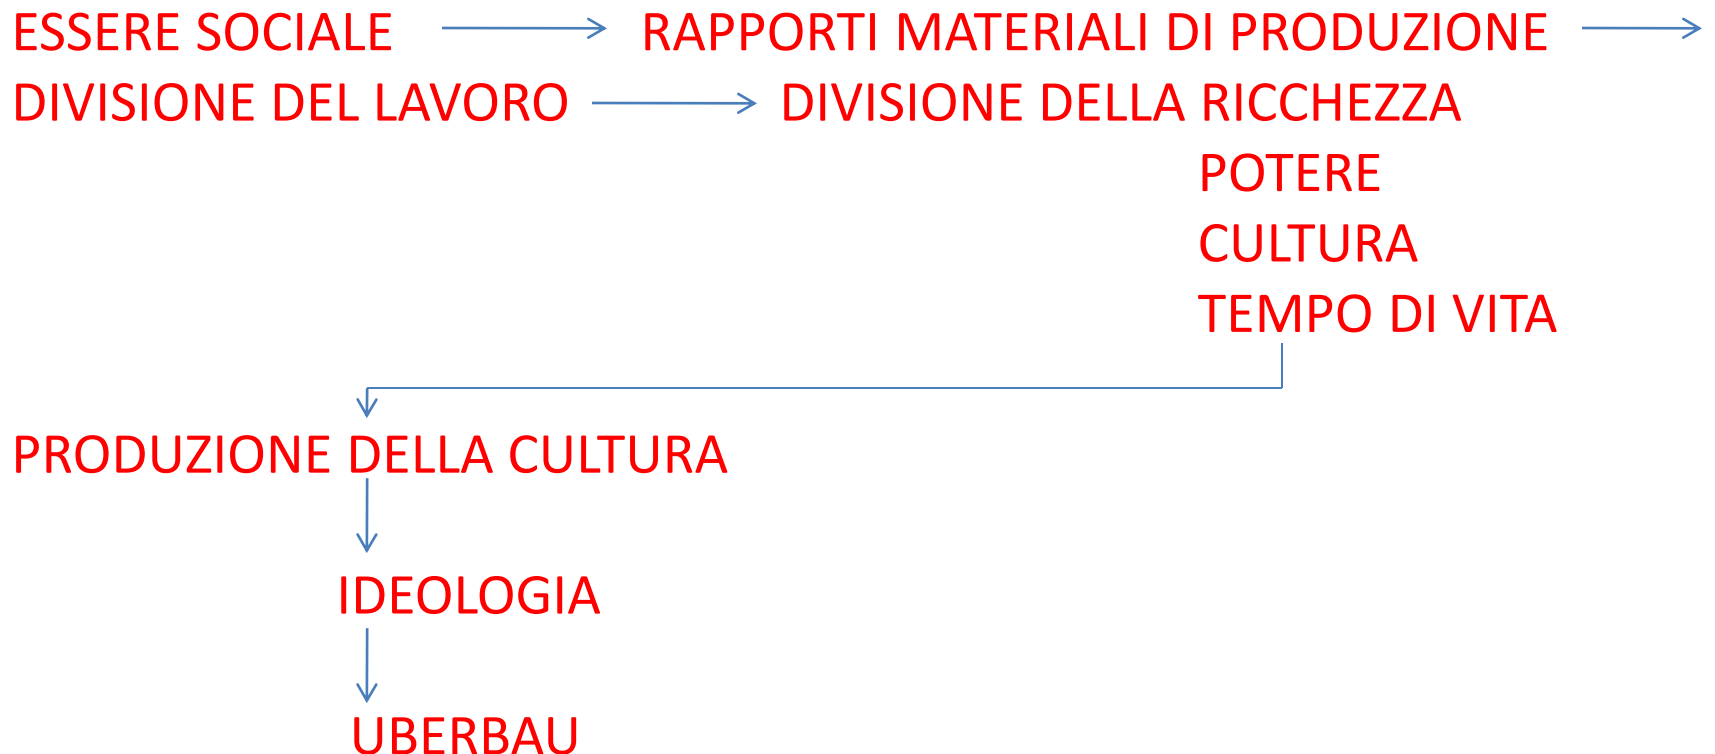 ESSERE SOCIALE RAPPORTI MATERIALI DI PRODUZIONE
DIVISIONE DEL LAVORO DIVISIONE DELLA RICCHEZZA
POTERE
CULTURA
TEMPO DI VITA
PRODUZIONE DELLA CULTURA
IDEOLOGIA
UBERBAU